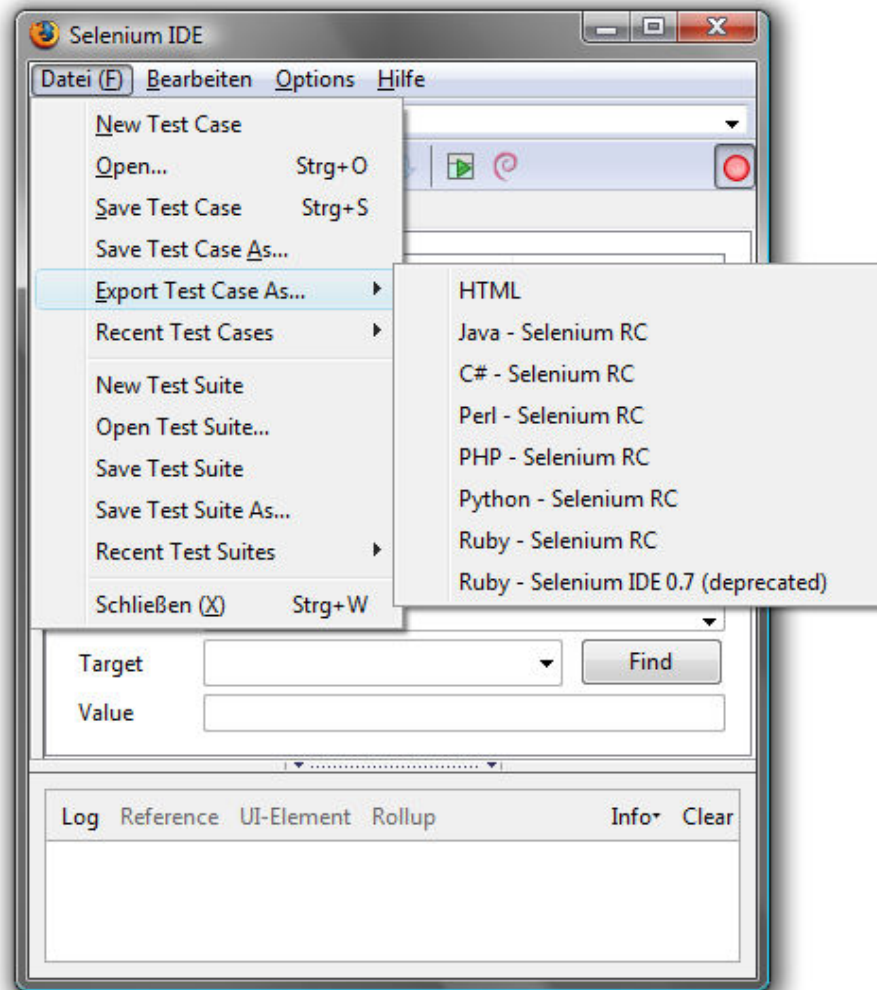 Selenium IDE
Datei (F) Bearbeiten Options Hilfe
New Test Case
Open... Strg+O
Save Test Case Strg+S
Save Test Case As...
Export Test Case As...
Recent Test Cases
New Test Suite
Open Test Suite...
Save Test Suite
Save Test Suite As...
Recent Test Suites
Schließen (X) Strg+W
HTML
Java - Selenium RC
C# - Selenium RC
Perl - Selenium RC
PHP - Selenium RC
Python - Selenium RC
Ruby - Selenium RC
Ruby - Selenium IDE 0.7 (deprecated)
Target Find
Value
Log Reference UI-Element Rollup Info Clear